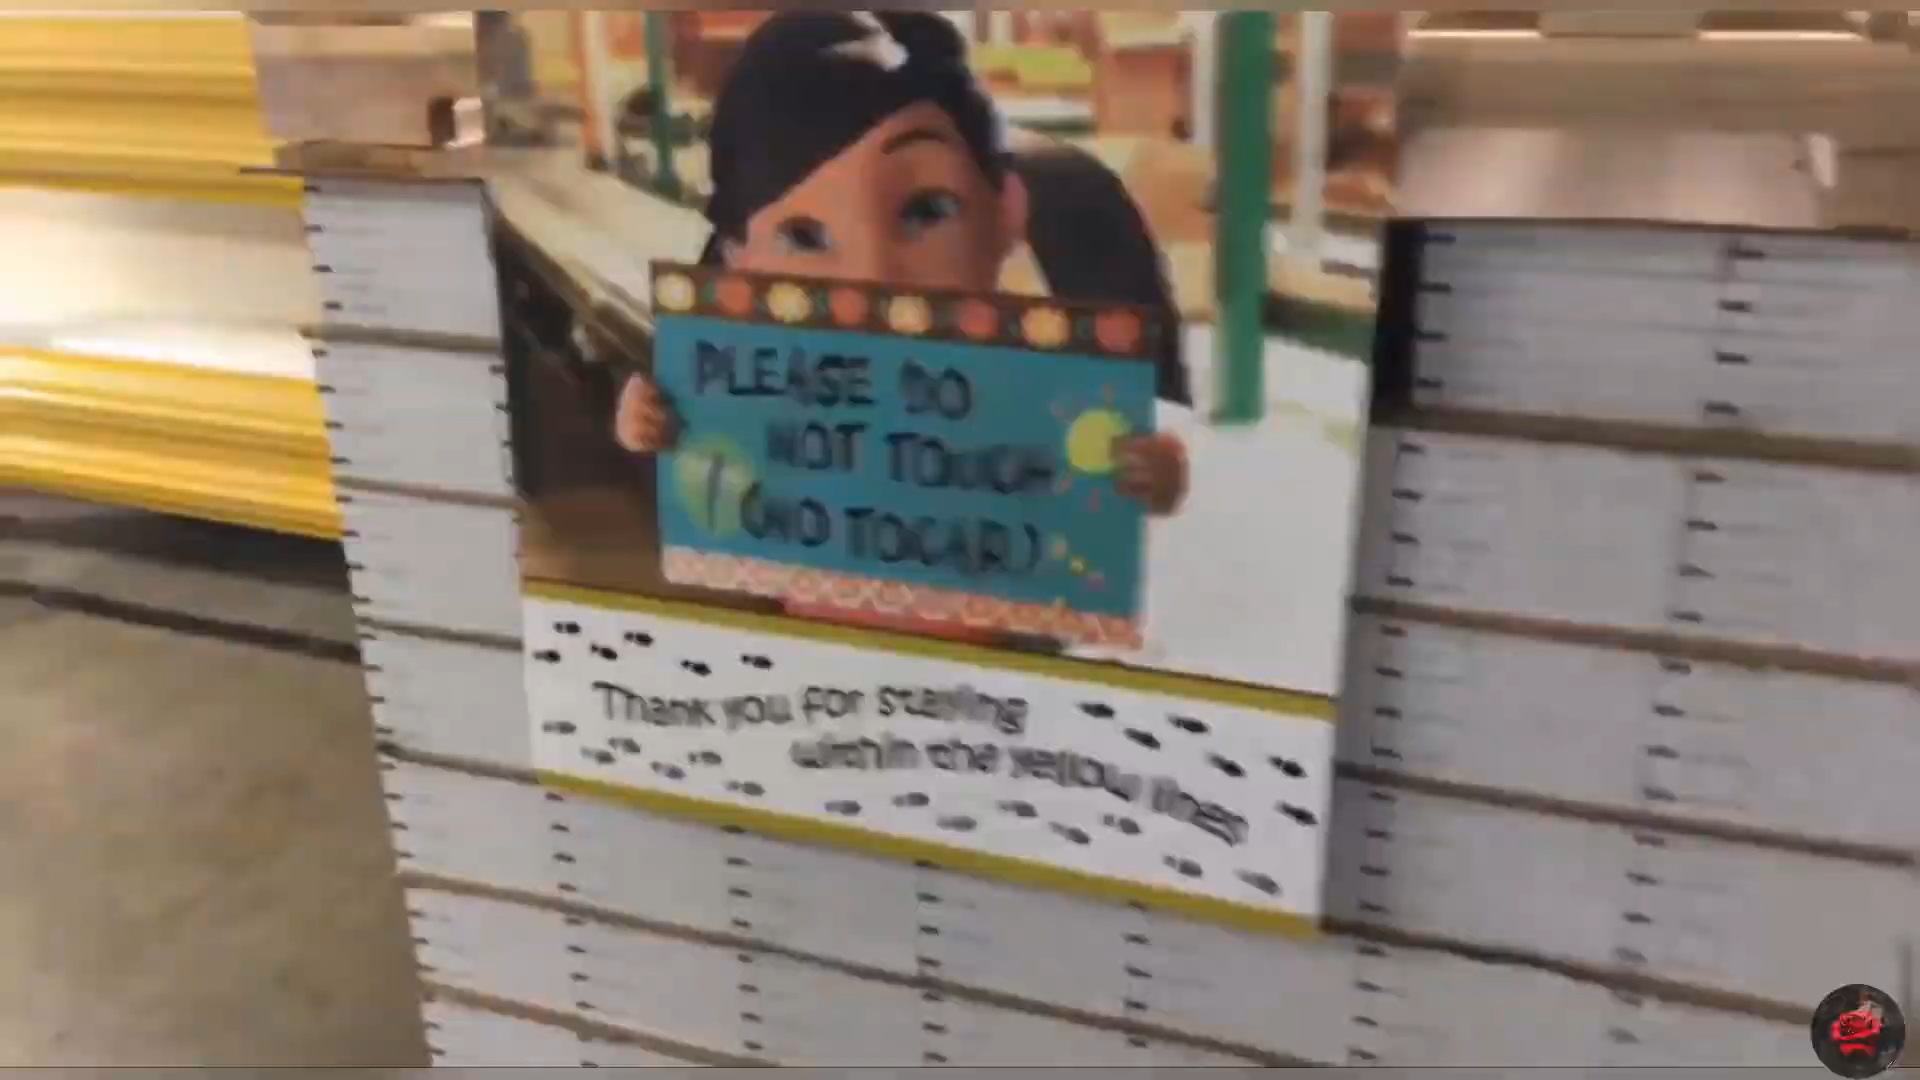 PLEASE DO
NOT TOUCH
(NO TOCAR)
Thank you for staying
within the yellow lines